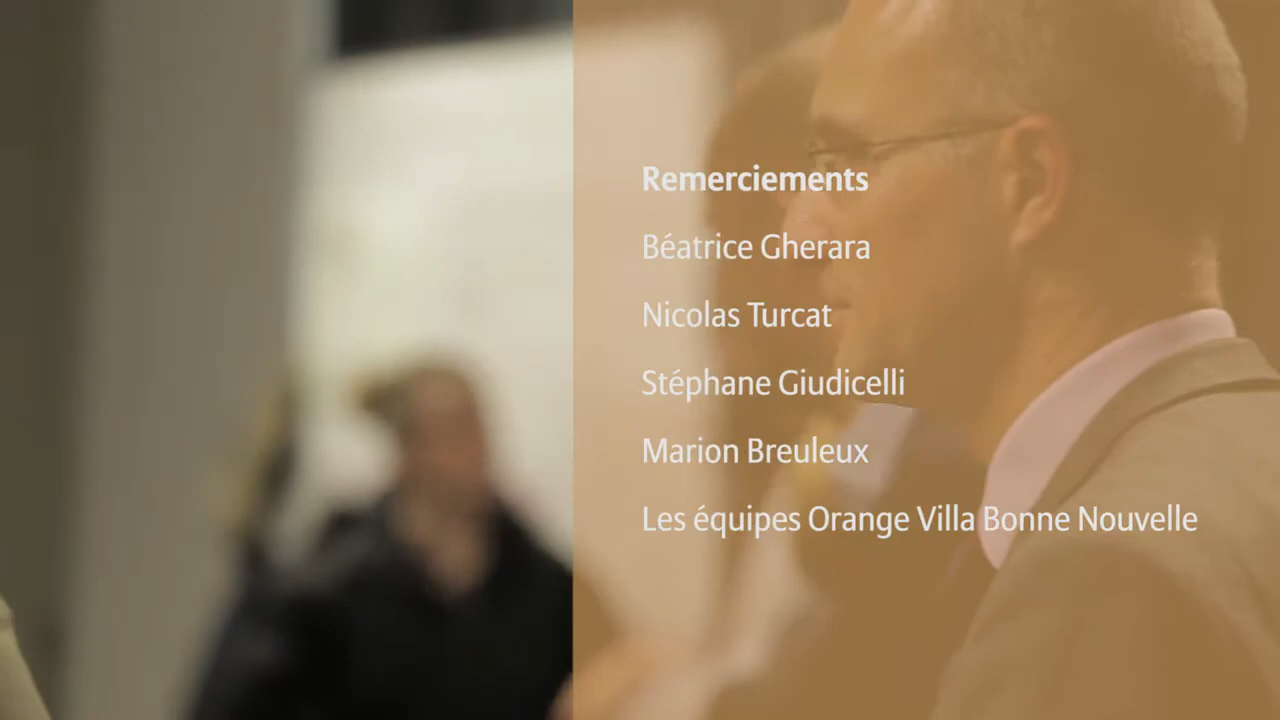 Remerciements
Béatrice Gherara
Nicolas Turcat
Stéphane Giudicelli
Marion Breuleux
Les équipes Orange Villa Bonne Nouvelle